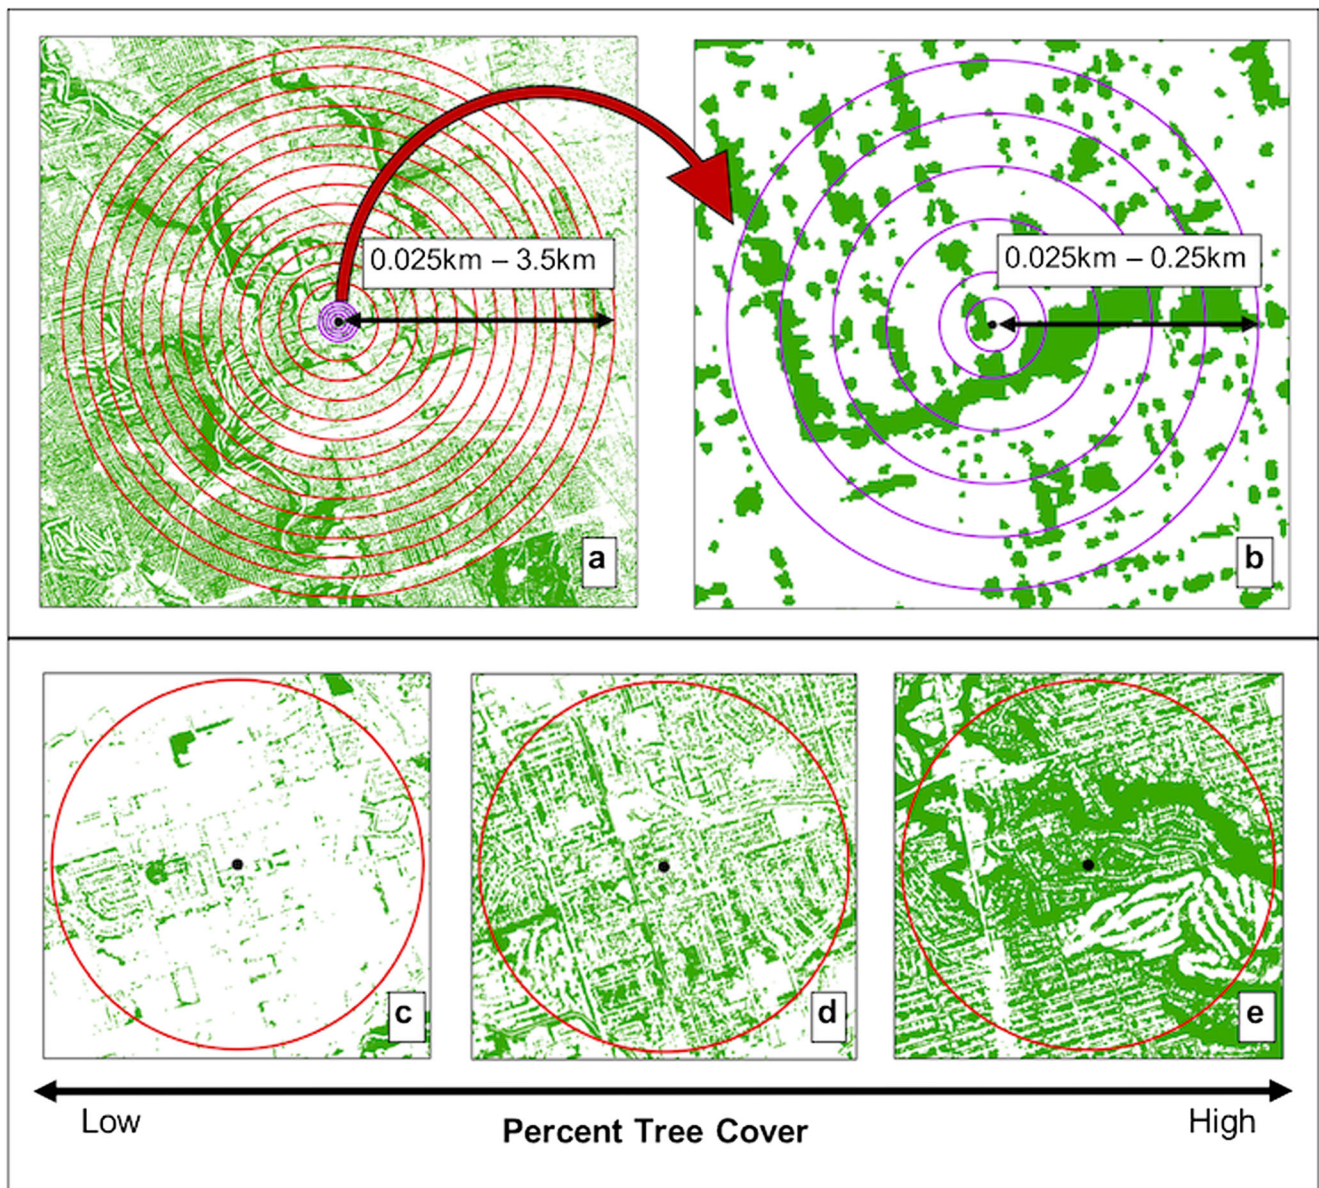 0.025km – 3.5km
0.025km – 0.25km
a
b
c
d
e
Low
Percent Tree Cover
High